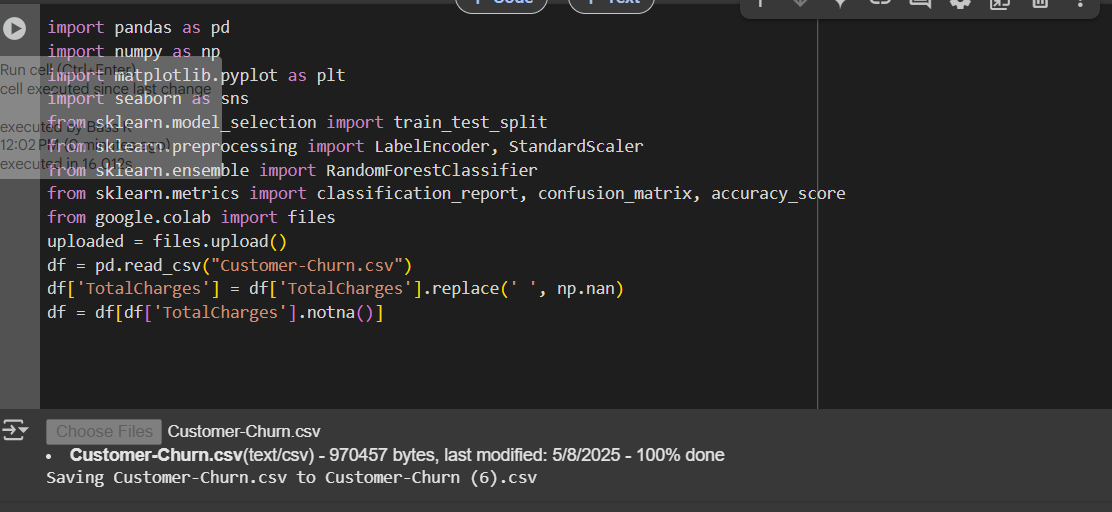 Code
Text
import pandas as pd
import numpy as np
import matplotlib.pyplot as plt
import seaborn as sns
from sklearn.model_selection import train_test_split
from sklearn.preprocessing import LabelEncoder, StandardScaler
from sklearn.ensemble import RandomForestClassifier
from sklearn.metrics import classification_report, confusion_matrix, accuracy_score
from google.colab import files
uploaded = files.upload()
df = pd.read_csv("Customer-Churn.csv")
df['TotalCharges'] = df['TotalCharges'].replace(' ', np.nan)
df = df[df['TotalCharges'].notna()]
Run cell (Ctrl+Enter)
cell executed since last change
executed by
12:02 PM
executed in 16.012s
Choose Files Customer-Churn.csv
• Customer-Churn.csv(text/csv) - 970457 bytes, last modified: 5/8/2025 - 100% done
Saving Customer-Churn.csv to Customer-Churn (6).csv